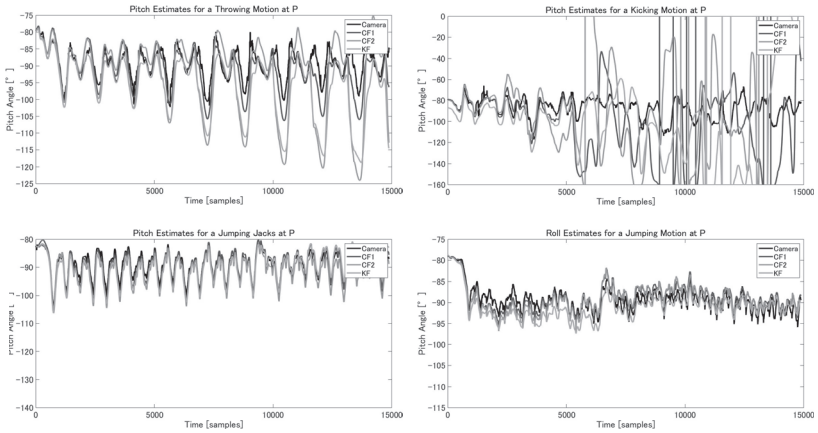 Pitch Estimates for a Throwing Motion at P
Pitch Angle [° ]
-75
-80
-85
-90
-95
-100
-105
-110
-115
-120
-125
0
5000
10000
15000
Time [samples]
Camera
CF1
CF2
KF
Pitch Estimates for a Kicking Motion at P
Pitch Angle [° ]
0
-20
-40
-60
-80
-100
-120
-140
-160
0
5000
10000
15000
Time [samples]
Camera
CF1
CF2
KF
Pitch Estimates for a Jumping Jacks at P
Pitch Angle [
-80
-90
-100
-110
-120
-130
-140
0
5000
10000
15000
Time [samples]
Camera
CF1
CF2
KF
Roll Estimates for a Jumping Motion at P
Pitch Angle [° ]
-75
-80
-85
-90
-95
-100
-105
-110
-115
0
5000
10000
15000
Time [samples]
Camera
CF1
CF2
KF